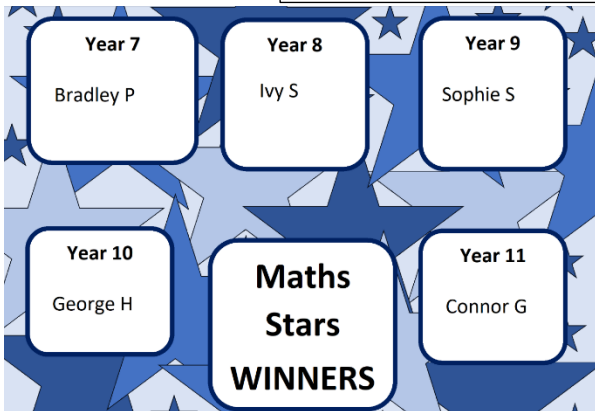 Year 7
Bradley P
Year 8
Ivy S
Year 9
Sophie S
Year 10
George H
Maths
Stars
WINNERS
Year 11
Connor G